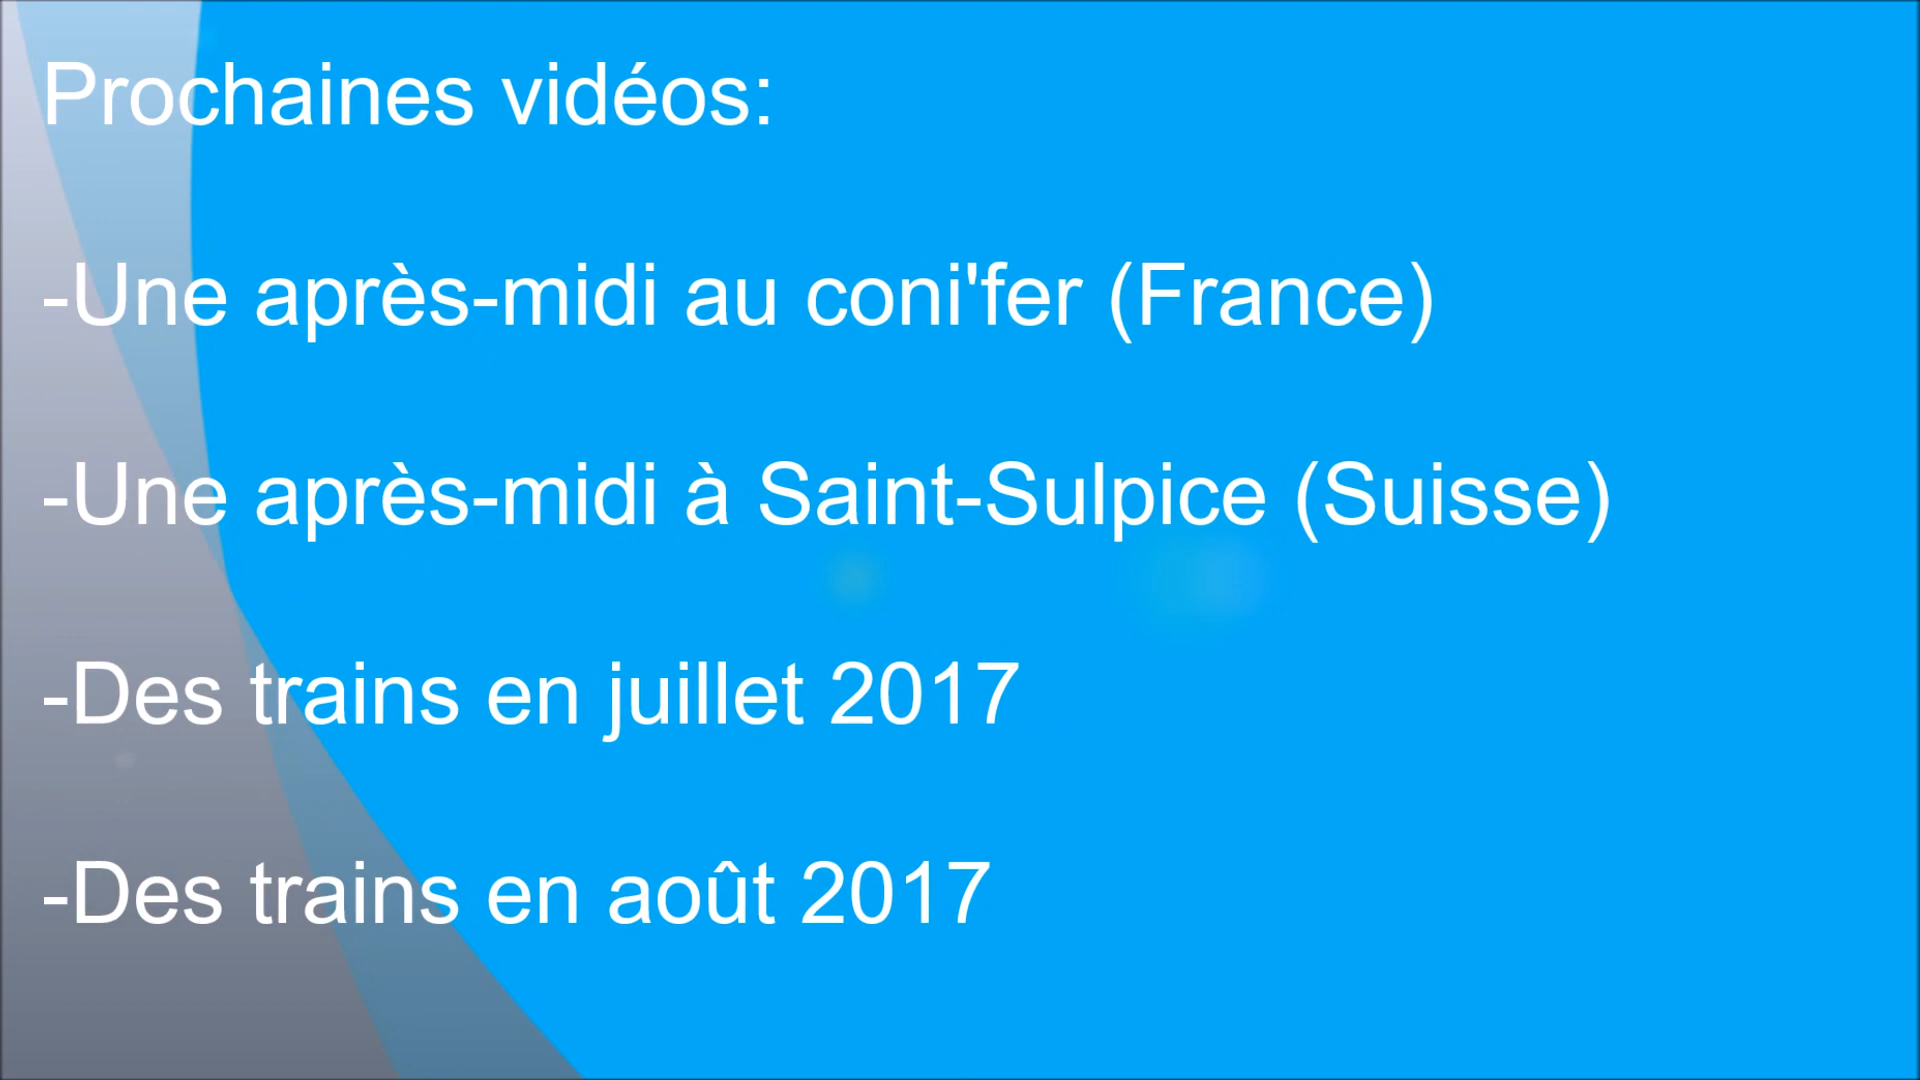 Prochaines vidéos:
-Une après-midi au coni'fer (France)
-Une après-midi à Saint-Sulpice (Suisse)
-Des trains en juillet 2017
-Des trains en août 2017